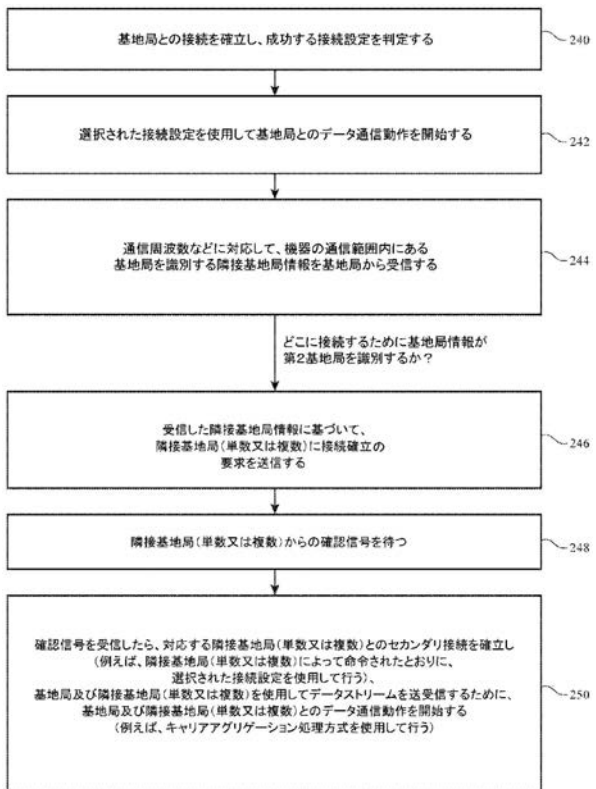 基地局との接続を確立し、成功する接続設定を判定する
240
選択された接続設定を使用して基地局とのデータ通信動作を開始する
242
通信周波数などに対応して、機器の通信範囲内にある
基地局を識別する隣接基地局情報を基地局から受信する
244
どこに接続するために基地局情報が
第2基地局を識別するか?
受信した隣接基地局情報に基づいて、
隣接基地局(単数又は複数)に接続確立の
要求を送信する
246
隣接基地局(単数又は複数)からの確認信号を待つ
248
確認信号を受信したら、対応する隣接基地局(単数又は複数)とのセカンダリ接続を確立し
(例えば、隣接基地局(単数又は複数)によって命令されたとおりに、
選択された接続設定を使用して行う)、
基地局及び隣接基地局(単数又は複数)を使用してデータストリームを送受信するために、
基地局及び隣接基地局(単数又は複数)とのデータ通信動作を開始する
(例えば、キャリアアグリゲーション処理方式を使用して行う)
250